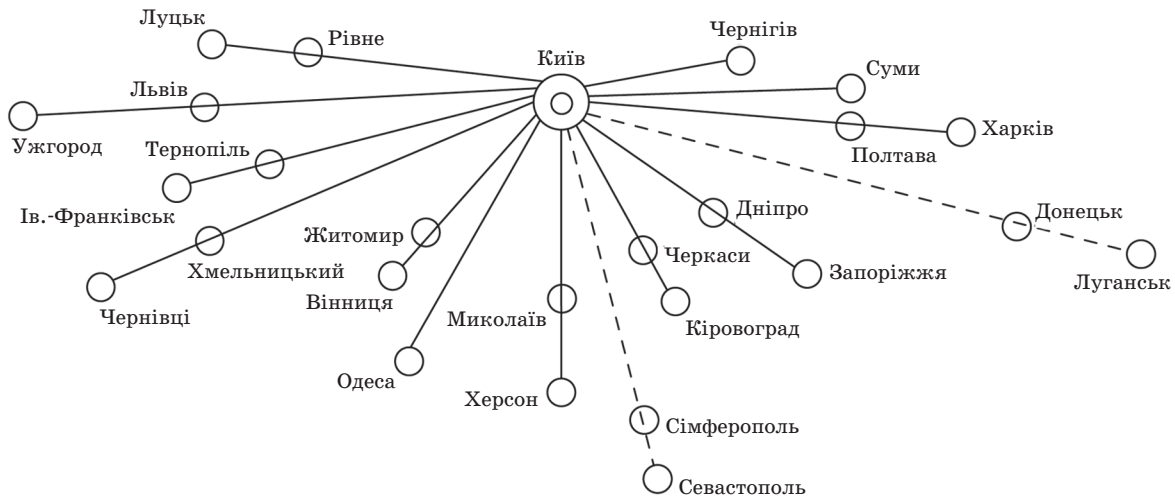 Луцьк
Рівне
Київ
Чернігів
Суми
Львів
Ужгород
Тернопіль
Ів.-Франківськ
Полтава
Харків
Житомир
Хмельницький
Вінниця
Чернівці
Дніпро
Черкаси
Запоріжжя
Донецьк
Луганськ
Миколаїв
Кіровоград
Одеса
Херсон
Сімферополь
Севастополь